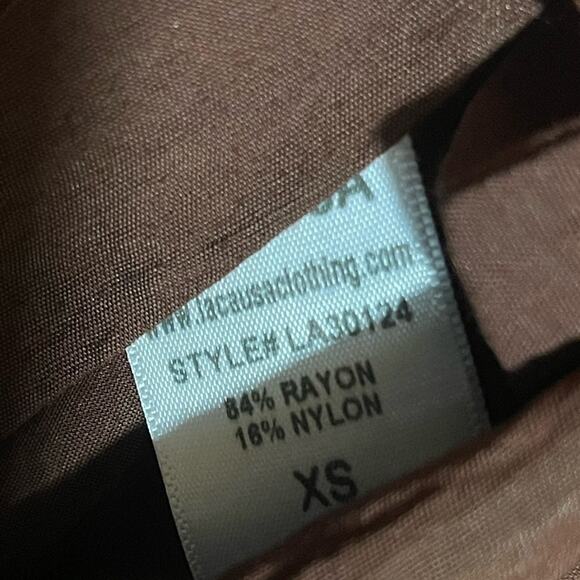 www.lacausaclothing.com
STYLE# LA30124
84% RAYON
16% NYLON
XS